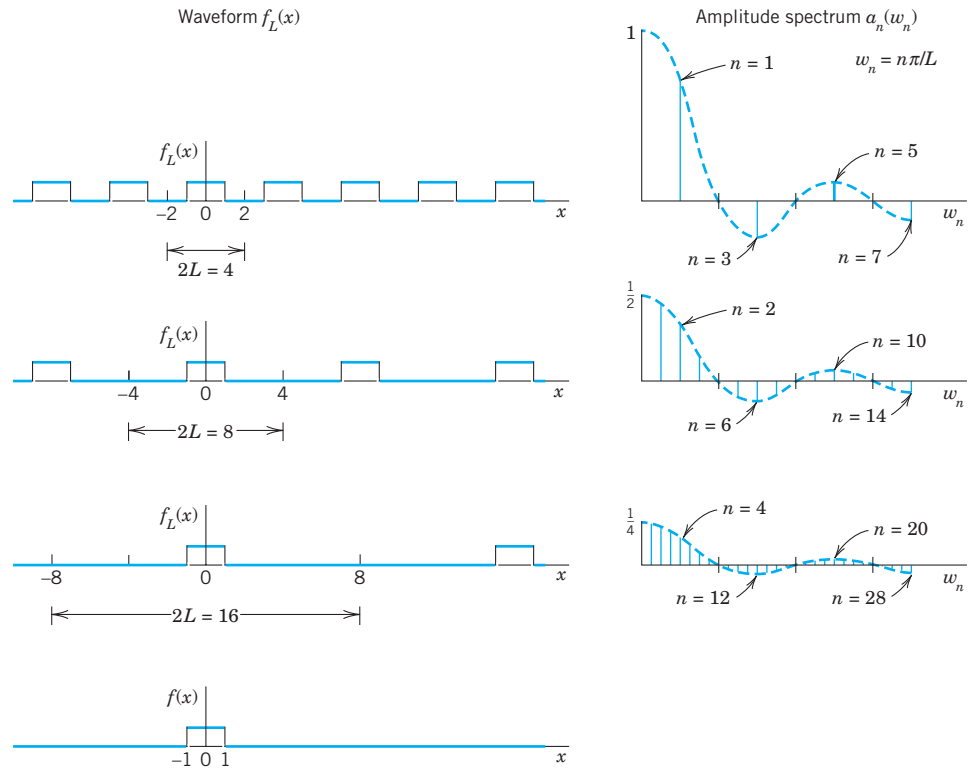 Waveform f_L(x)
Amplitude spectrum a_n(w_n)
1
n = 1
w_n = nπ/L
n = 5
f_L(x)
−2 0 2 x
w_n
n = 3
n = 7
2L = 4
1/2
n = 2
n = 10
f_L(x)
−4 0 4 x
w_n
n = 6
n = 14
2L = 8
1/4
n = 4
n = 20
f_L(x)
−8 0 8 x
w_n
n = 12
n = 28
2L = 16
f(x)
−1 0 1 x